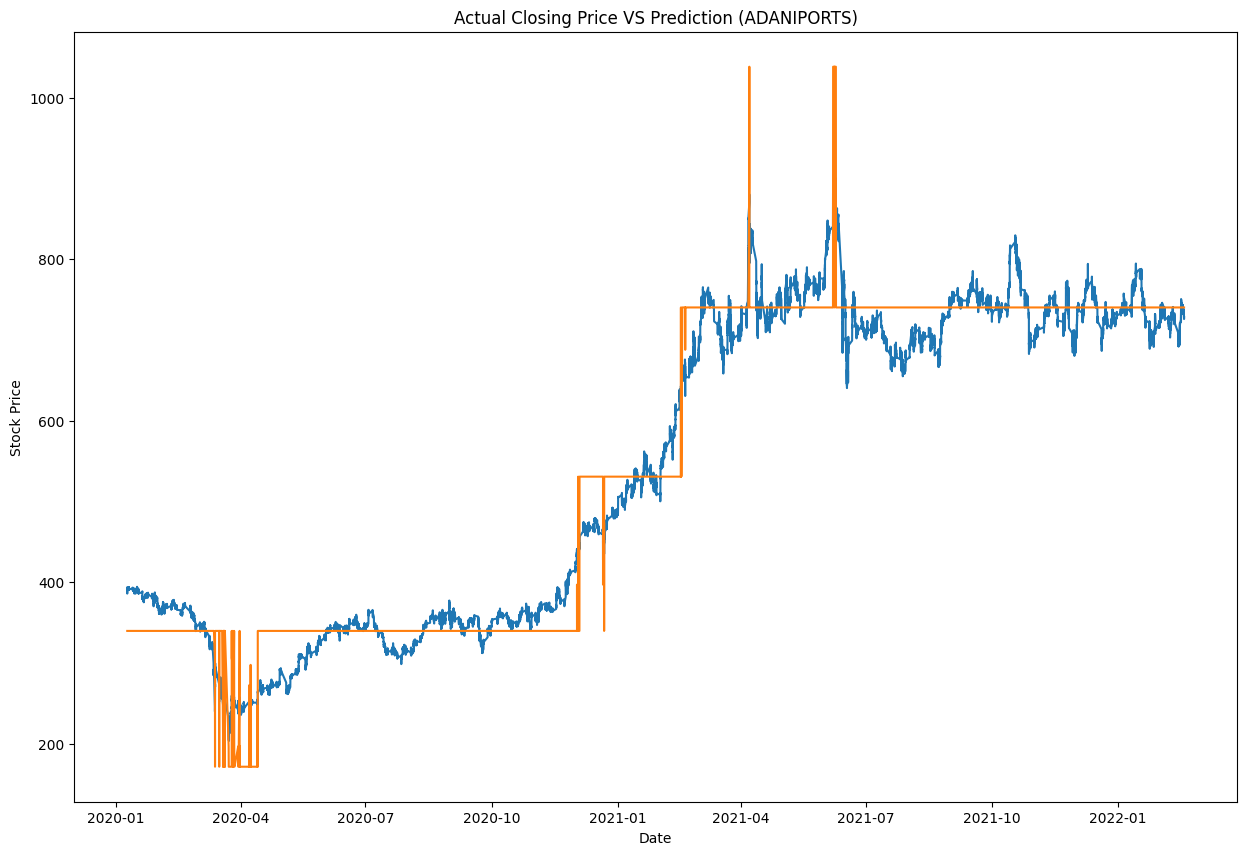 Actual Closing Price VS Prediction (ADANIPORTS)
1000
800
600
400
200
Stock Price
2020-01 2020-04 2020-07 2020-10 2021-01 2021-04 2021-07 2021-10 2022-01
Date